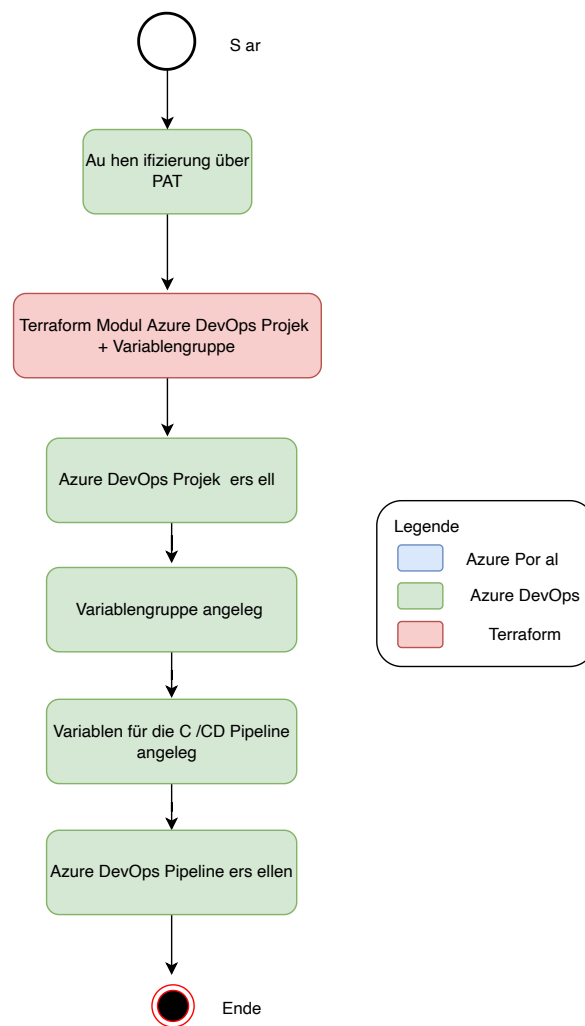 S ar
Au hen ifizierung über
PAT
Terraform Modul Azure DevOps Projek
+ Variablengruppe
Azure DevOps Projek  ers ell
Variablengruppe angeleg
Variablen für die C /CD Pipeline
angeleg
Azure DevOps Pipeline ers ellen
Ende
Legende
Azure Por al
Azure DevOps
Terraform